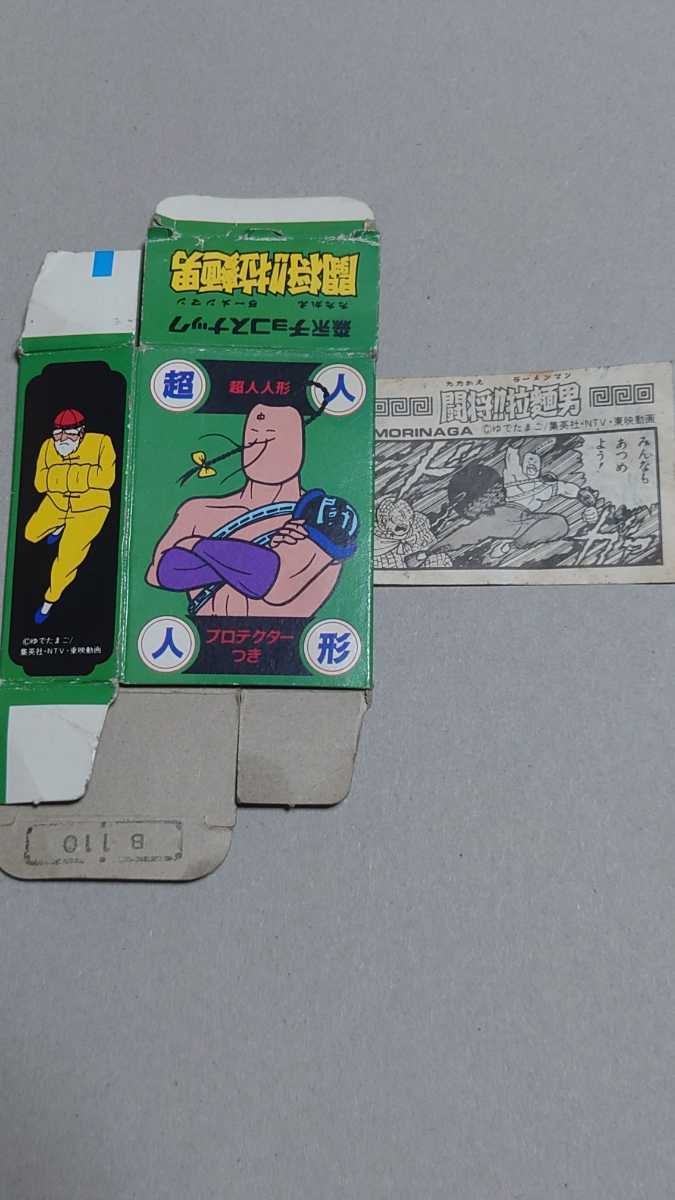 森永チョコスナック
たたかえ ラーメンマン
闘将!!拉麵男
超
超人人形
人
中
闘
人
プロテクター
つき
形
©ゆでたまご/
集英社・NTV・東映動画
B 110
たたかえ ラーメンマン
闘将!!拉麵男
MORINAGA ©ゆでたまご/集英社・NTV・東映動画
みんなも
あつめ
よう!